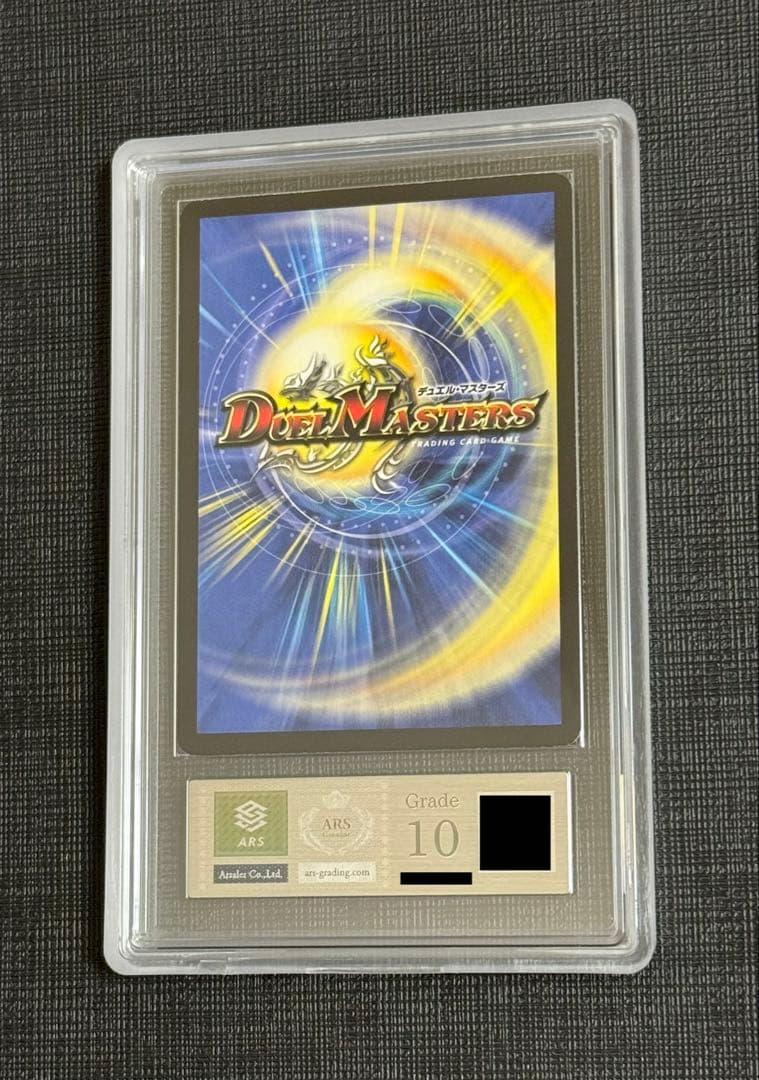 デュエル・マスターズ
DUEL MASTERS
TRADING CARD GAME
ARS
Arsales Co.,Ltd.
ARS
ars-grading.com
Grade
10